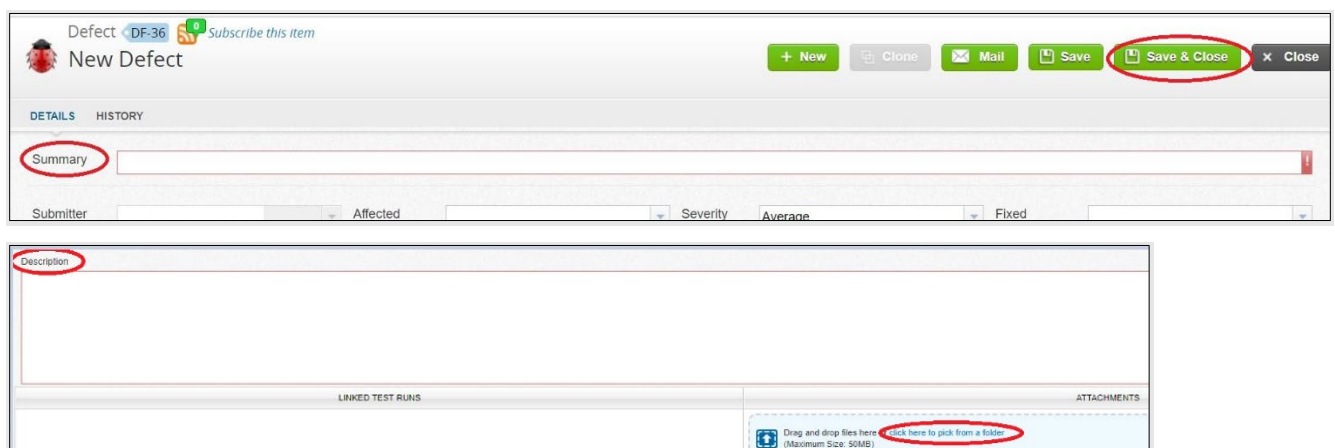 Defect DF-36 0 Subscribe this item
New Defect
+ New Clone Mail Save Save & Close x Close
DETAILS HISTORY
Summary !
Submitter Affected Severity Average Fixed
Description
LINKED TEST RUNS ATTACHMENTS
Drag and drop files here click here to pick from a folder
(Maximum Size: 50MB)